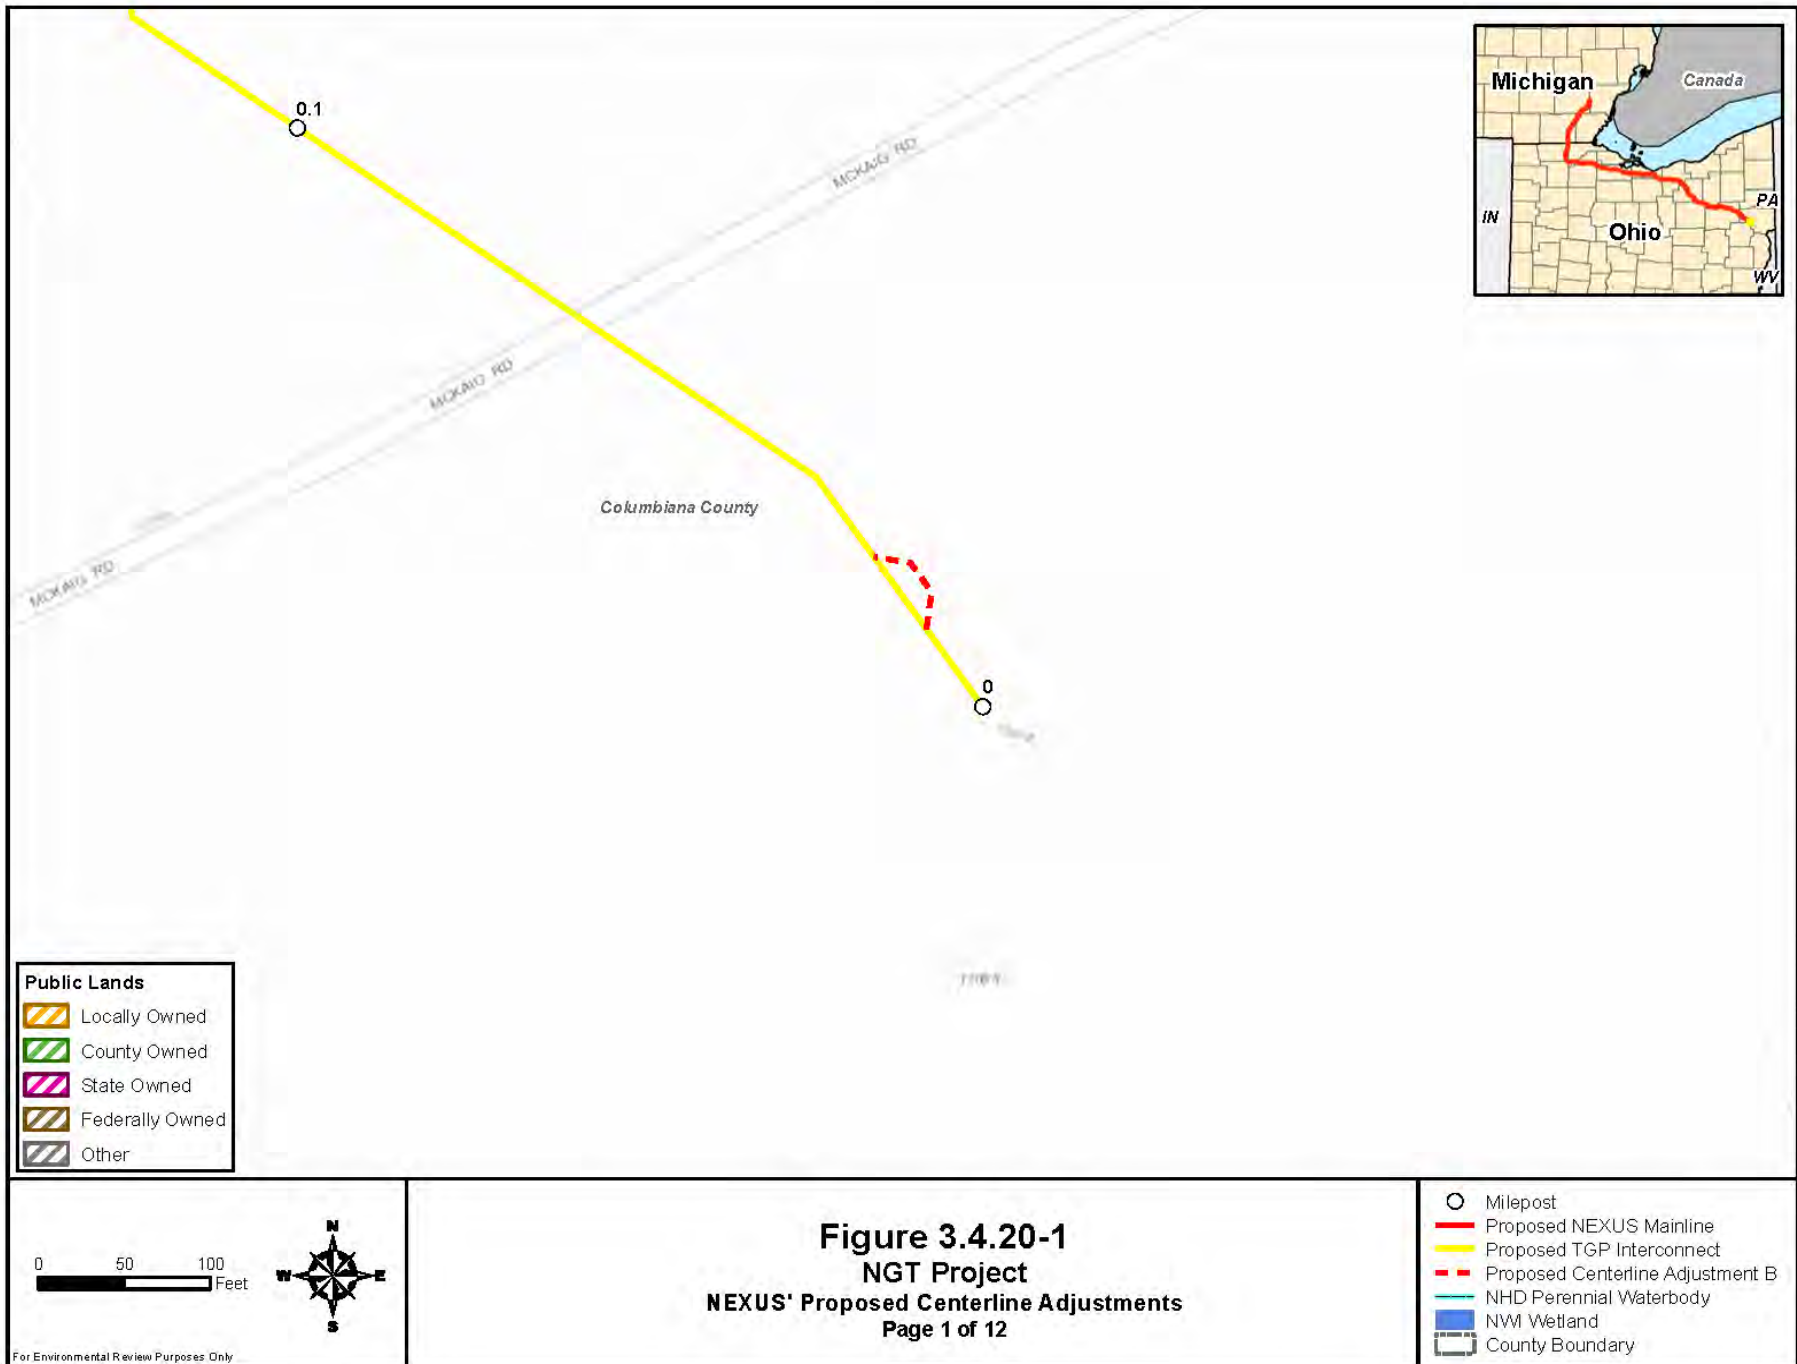 0.1
MCKAIG RD
Michigan
Canada
IN
Ohio
PA
WV
MCKAIG RD
Columbiana County
MCKAIG RD
0
Public Lands
Locally Owned
County Owned
State Owned
Federally Owned
Other
0 50 100
Feet
N
W E
S
For Environmental Review Purposes Only
Figure 3.4.20-1
NGT Project
NEXUS' Proposed Centerline Adjustments
Page 1 of 12
Milepost
Proposed NEXUS Mainline
Proposed TGP Interconnect
Proposed Centerline Adjustment B
NHD Perennial Waterbody
NWI Wetland
County Boundary